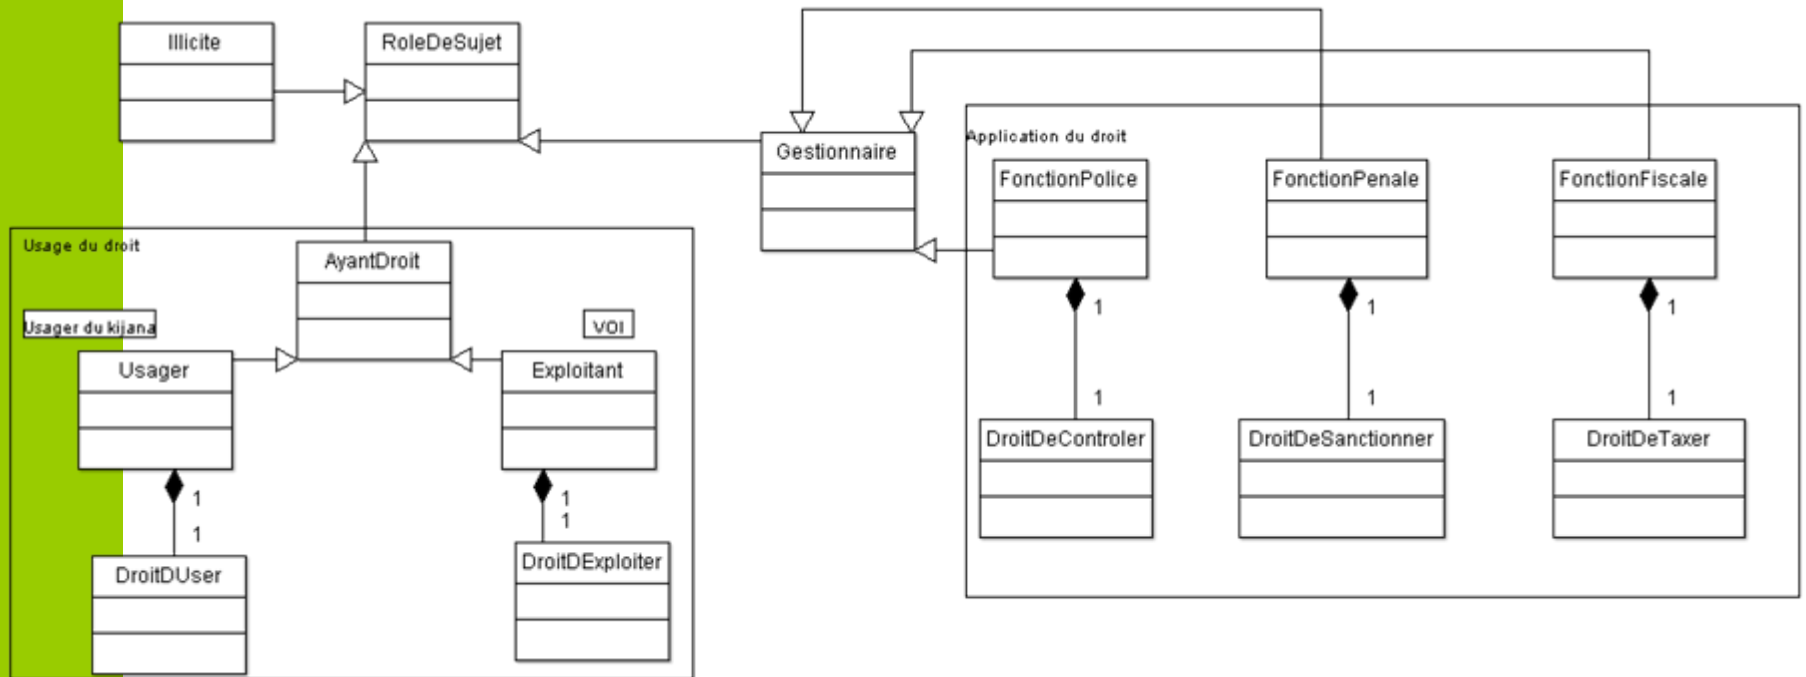 Illicite
RoleDeSujet
Gestionnaire
Application du droit
FonctionPolice
FonctionPenale
FonctionFiscale
1
1
1
1
1
1
DroitDeControler
DroitDeSanctionner
DroitDeTaxer
Usage du droit
AyantDroit
Usager du kijana
VOI
Usager
Exploitant
1
1
1
1
DroitDUser
DroitDExploiter